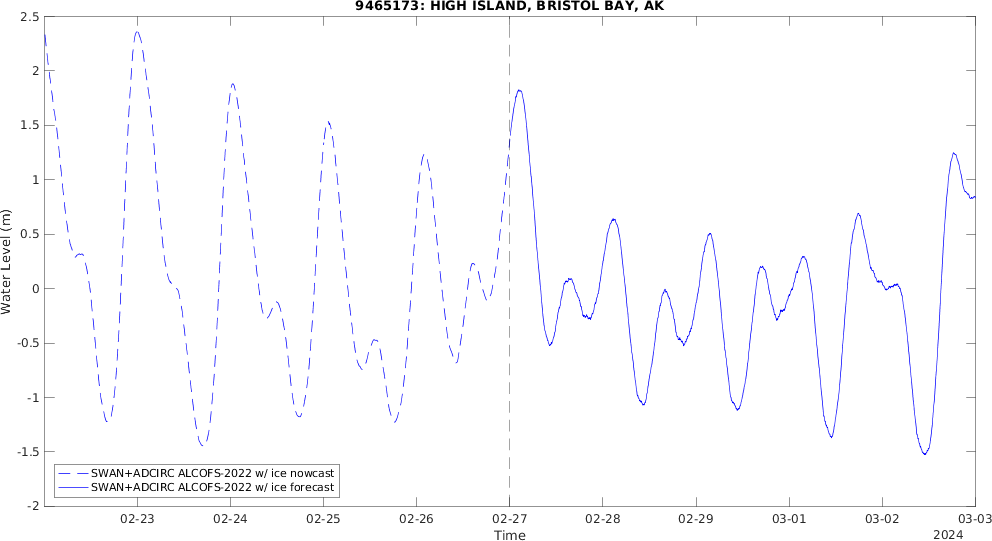 9465173: HIGH ISLAND, BRISTOL BAY, AK
2.5
2
1.5
1
0.5
0
-0.5
-1
-1.5
-2
Water Level (m)
SWAN+ADCIRC ALCOFS-2022 w/ ice nowcast
SWAN+ADCIRC ALCOFS-2022 w/ ice forecast
02-23 02-24 02-25 02-26 02-27 02-28 02-29 03-01 03-02 03-03
Time
2024